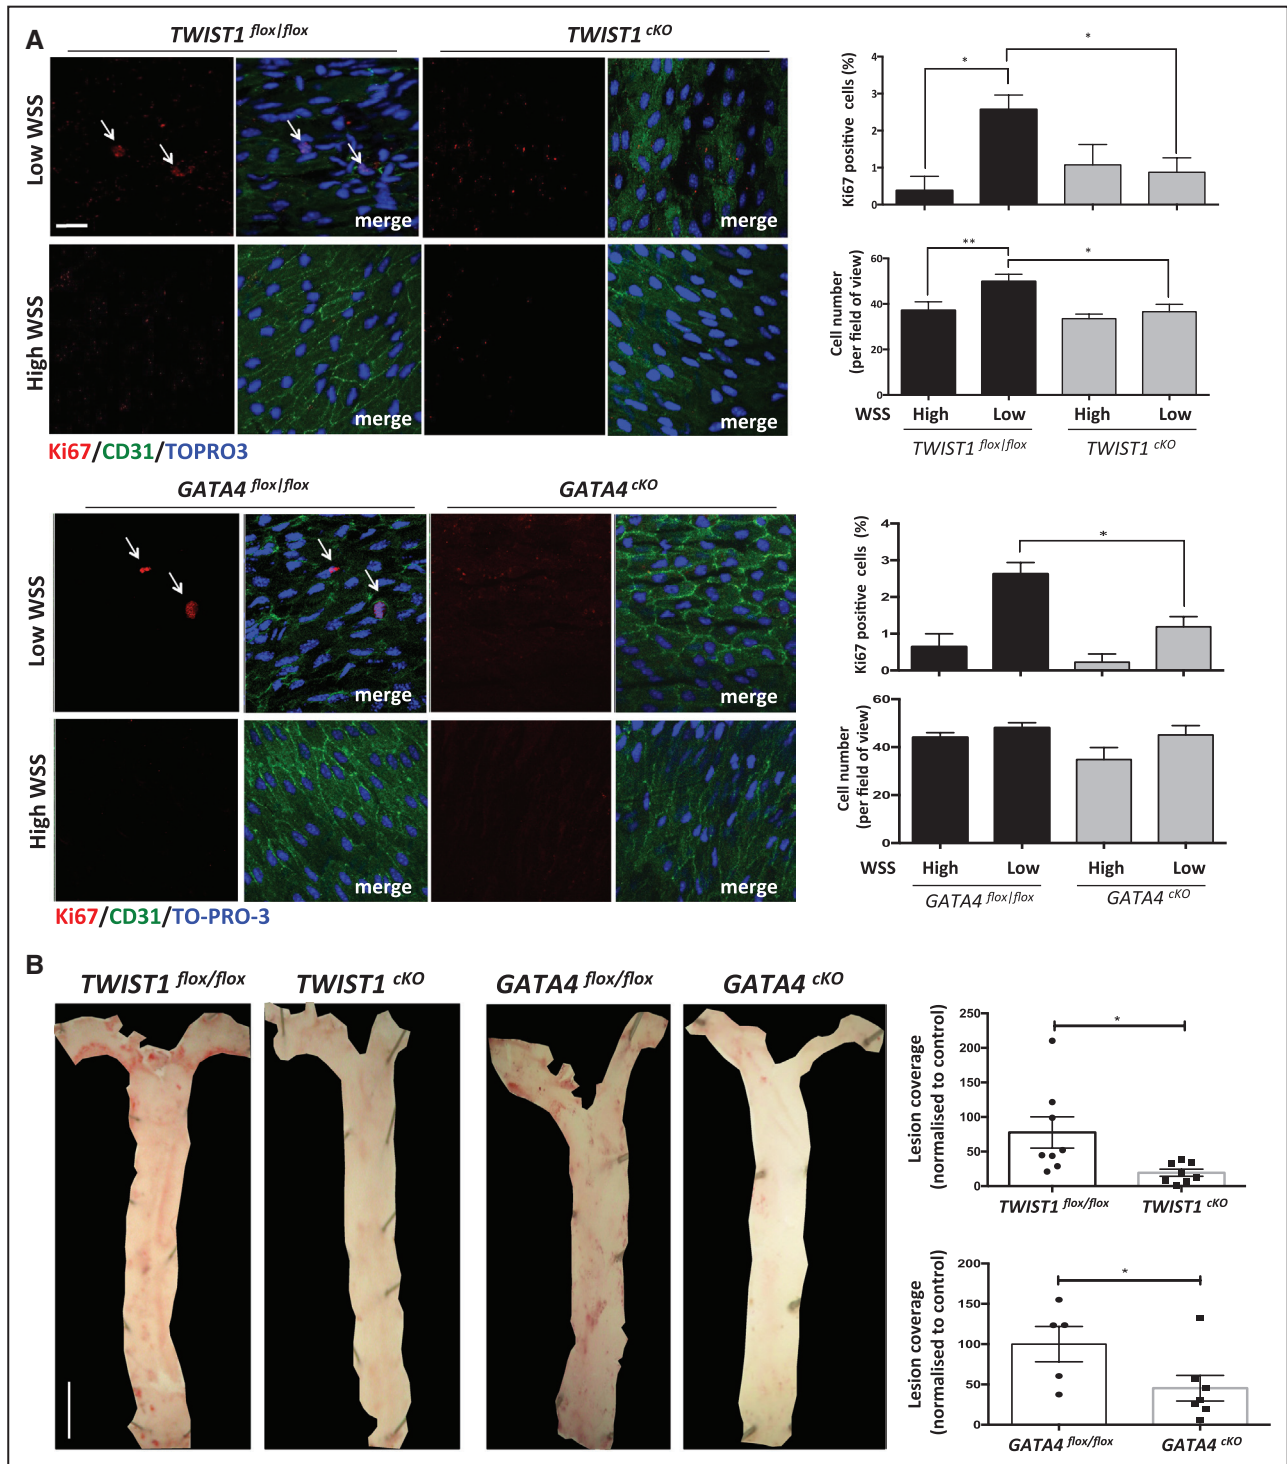 A
TWIST1 flox|flox
TWIST1 cKO
Low WSS
merge
merge
High WSS
merge
merge
Ki67/CD31/TOPRO3
Ki67 positive cells (%)
4
3
2
1
0
*
*
Cell number
(per field of view)
60
40
20
0
**
*
WSS High Low High Low
TWIST1 flox|flox TWIST1 cKO
GATA4 flox|flox
GATA4 cKO
Low WSS
merge
merge
High WSS
merge
merge
Ki67/CD31/TO-PRO-3
Ki67 positive cells (%)
4
3
2
1
0
*
Cell number
(per field of view)
60
40
20
0
WSS High Low High Low
GATA4 flox|flox GATA4 cKO
B
TWIST1 flox/flox
TWIST1 cKO
GATA4 flox/flox
GATA4 cKO
Lesion coverage
(normalised to control)
250
200
150
100
50
0
*
TWIST1 flox/flox TWIST1 cKO
Lesion coverage
(normalised to control)
200
150
100
50
0
*
GATA4 flox/flox GATA4 cKO